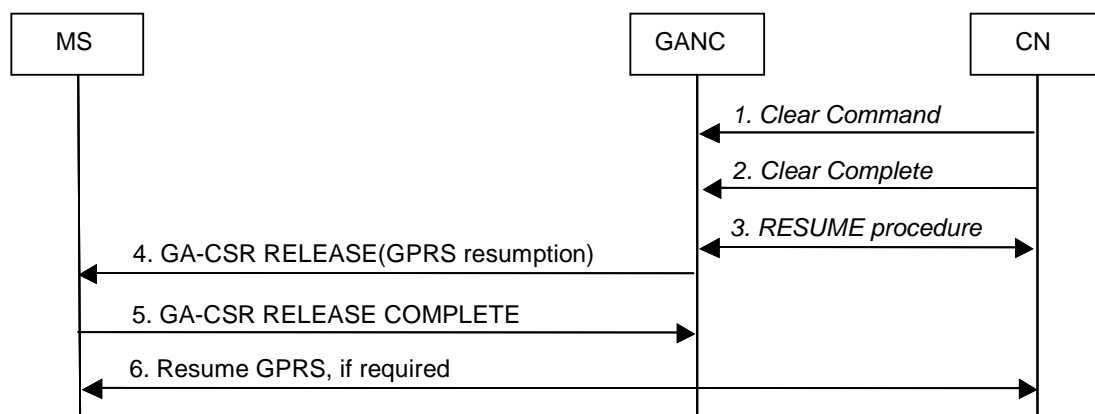 MS
GANC
CN
1. Clear Command
2. Clear Complete
3. RESUME procedure
4. GA-CSR RELEASE(GPRS resumption)
5. GA-CSR RELEASE COMPLETE
6. Resume GPRS, if required